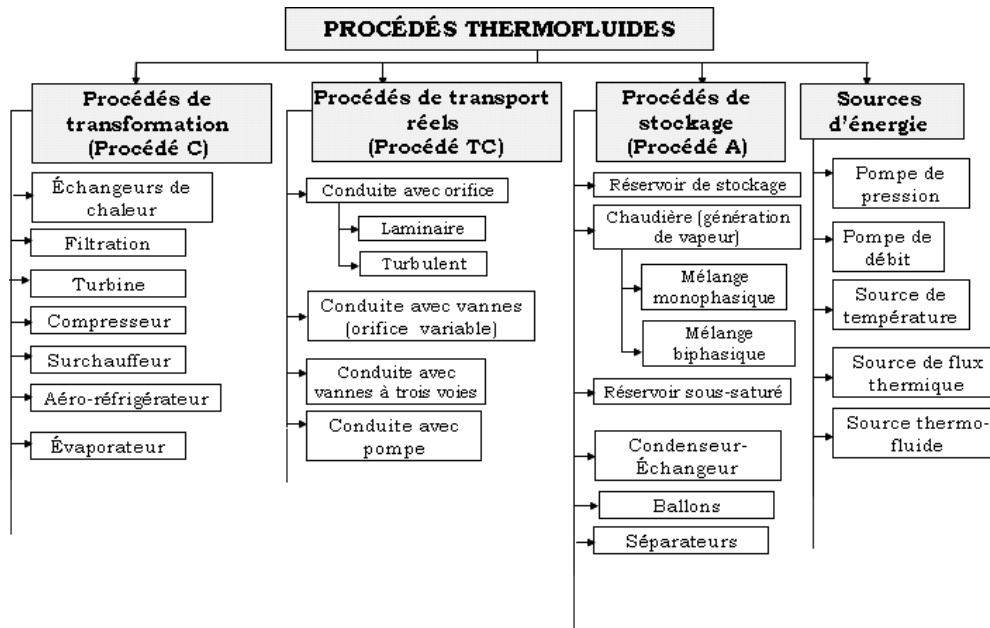 PROCÉDÉS THERMOFLUIDES
Procédés de
transformation
(Procédé C)
Échangeurs de
chaleur
Filtration
Turbine
Compresseur
Surchauffeur
Aéro-réfrigérateur
Évaporateur
Procédés de transport
réels
(Procédé TC)
Conduite avec orifice
Laminaire
Turbulent
Conduite avec vannes
(orifice variable)
Conduite avec
vannes à trois voies
Conduite avec
pompe
Procédés de
stockage
(Procédé A)
Réservoir de stockage
Chaudière (génération
de vapeur)
Mélange
monophasique
Mélange
biphasique
Réservoir sous-saturé
Condenseur-
Échangeur
Ballons
Séparateurs
Sources
d'énergie
Pompe de
pression
Pompe de
débit
Source de
température
Source de flux
thermique
Source thermo-
fluide